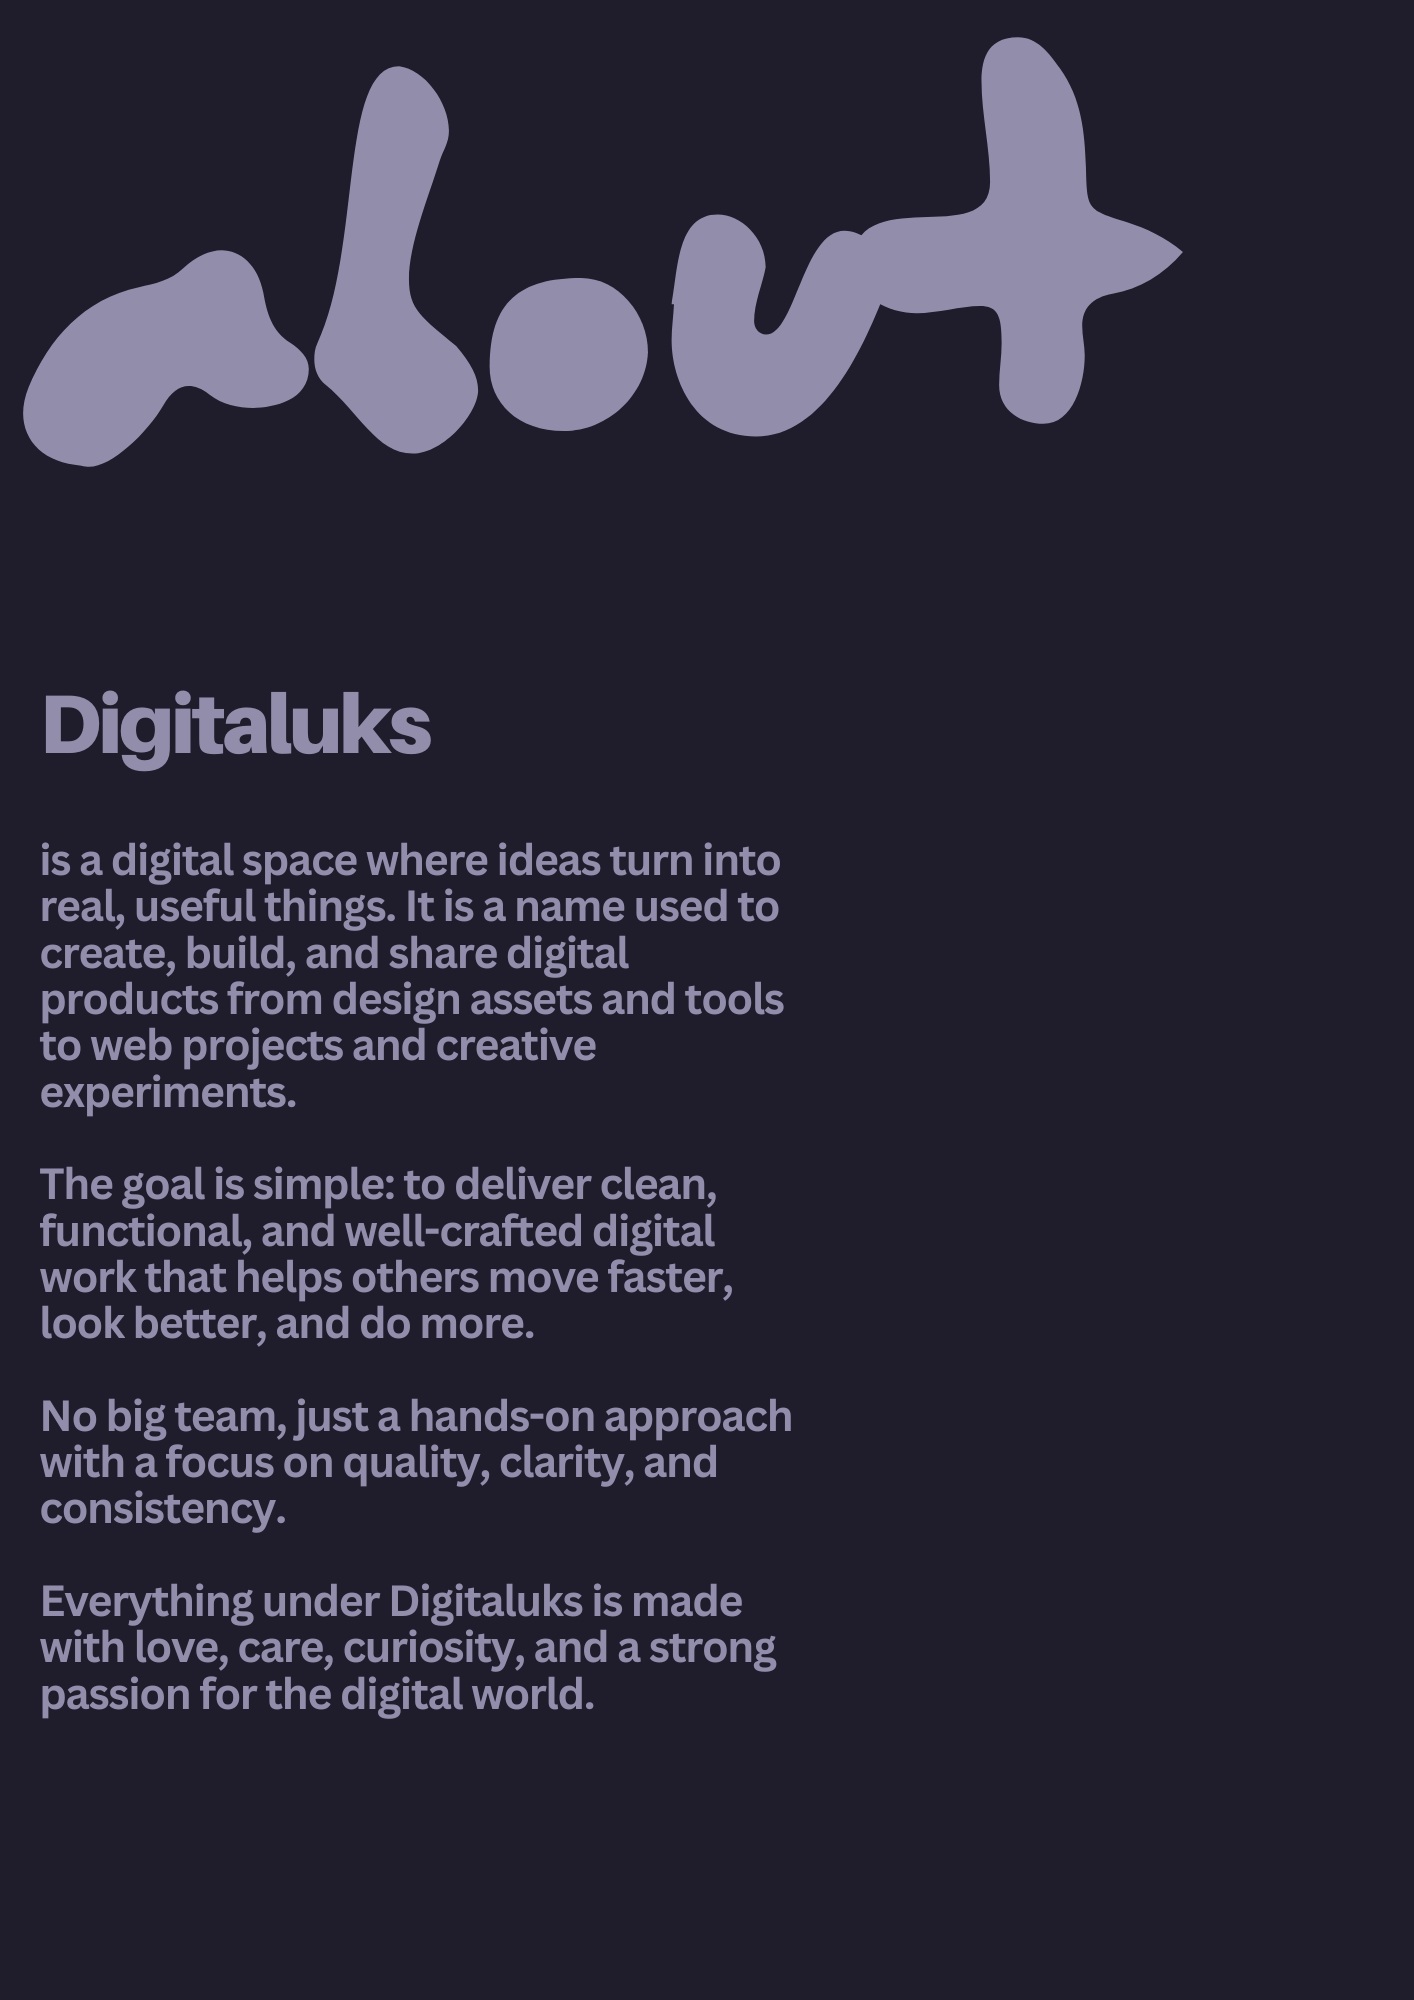 about
Digitaluks
is a digital space where ideas turn into
real, useful things. It is a name used to
create, build, and share digital
products from design assets and tools
to web projects and creative
experiments.
The goal is simple: to deliver clean,
functional, and well-crafted digital
work that helps others move faster,
look better, and do more.
No big team, just a hands-on approach
with a focus on quality, clarity, and
consistency.
Everything under Digitaluks is made
with love, care, curiosity, and a strong
passion for the digital world.